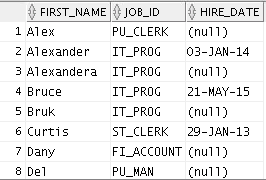 FIRST_NAME JOB_ID HIRE_DATE
1 Alex PU_CLERK (null)
2 Alexander IT_PROG 03-JAN-14
3 Alexandera IT_PROG (null)
4 Bruce IT_PROG 21-MAY-15
5 Bruk IT_PROG (null)
6 Curtis ST_CLERK 29-JAN-13
7 Dany FI_ACCOUNT (null)
8 Del PU_MAN (null)